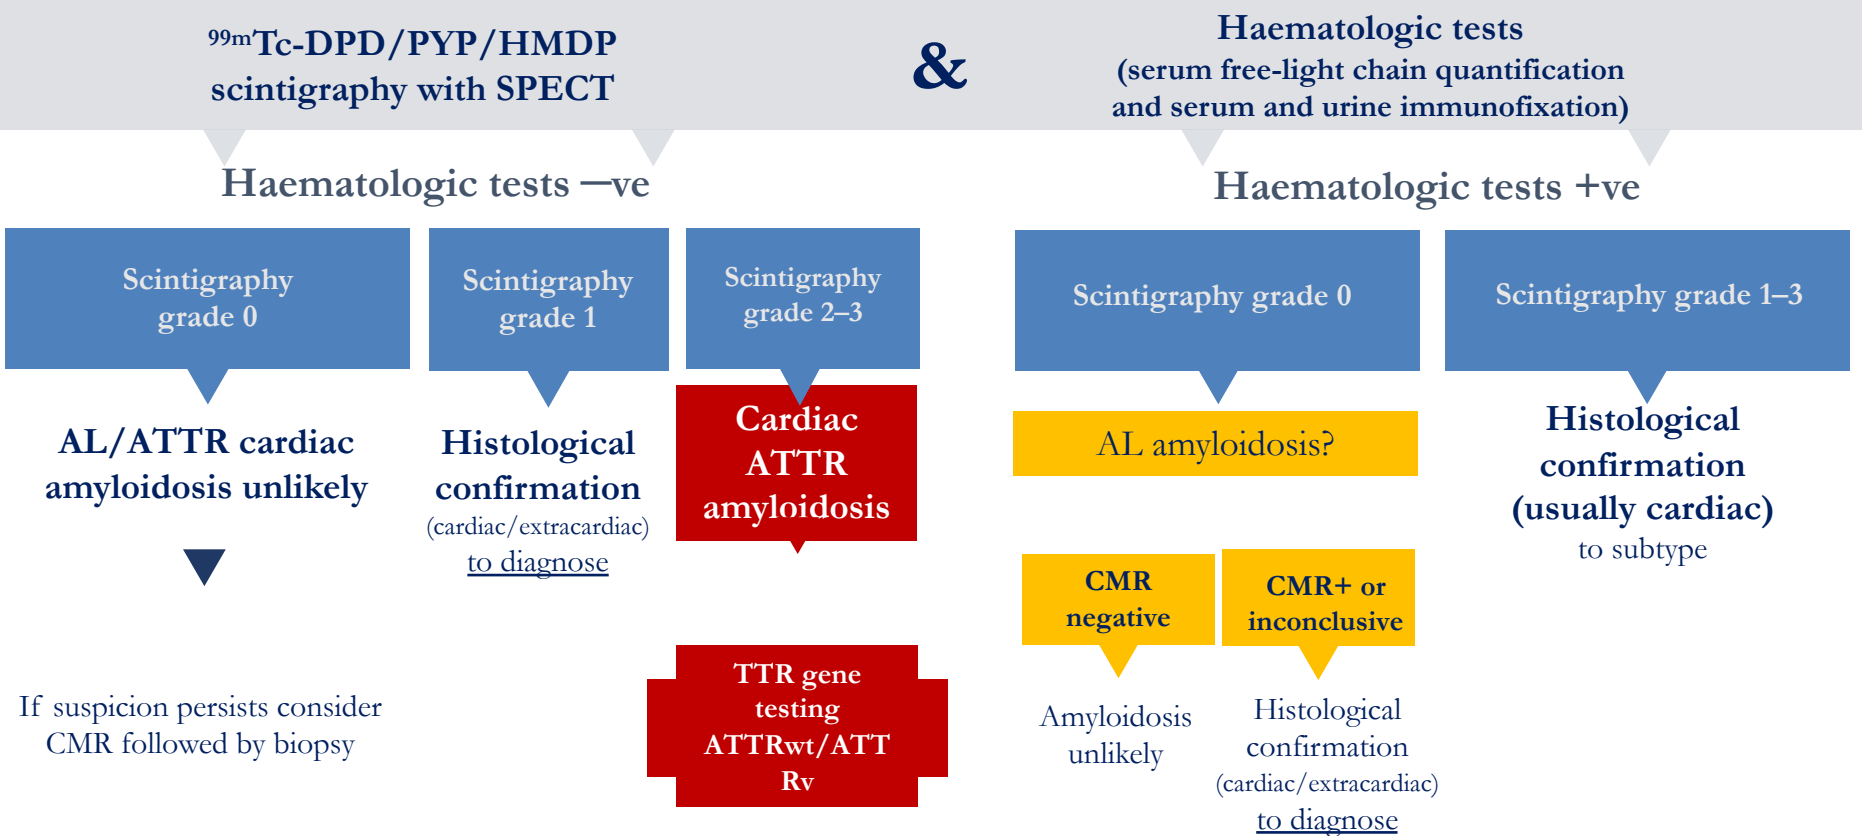 99mTc-DPD/PYP/HMDP
scintigraphy with SPECT
&
Haematologic tests
(serum free-light chain quantification
and serum and urine immunofixation)
Haematologic tests —ve
Haematologic tests +ve
Scintigraphy
grade 0
Scintigraphy
grade 1
Scintigraphy
grade 2–3
Scintigraphy grade 0
Scintigraphy grade 1–3
AL/ATTR cardiac
amyloidosis unlikely
Histological
confirmation
(cardiac/extracardiac)
to diagnose
Cardiac
ATTR
amyloidosis
AL amyloidosis?
Histological
confirmation
(usually cardiac)
to subtype
CMR
negative
CMR+ or
inconclusive
If suspicion persists consider
CMR followed by biopsy
TTR gene
testing
ATTRwt/ATT
Rv
Amyloidosis
unlikely
Histological
confirmation
(cardiac/extracardiac)
to diagnose